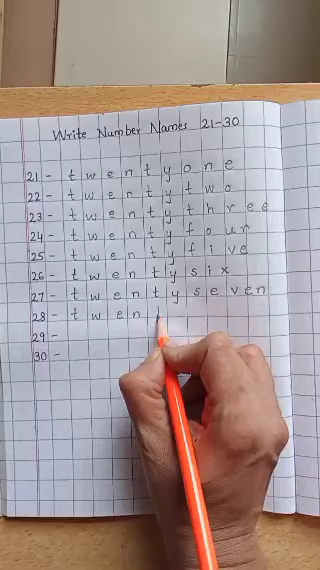 Write Number Names 21-30
21 - twentyone
22 - twentytwo
23 - twentythree
24 - twentyfour
25 - twentyfive
26 - twentysix
27 - twentyseven
28 - twent
29 -
30 -